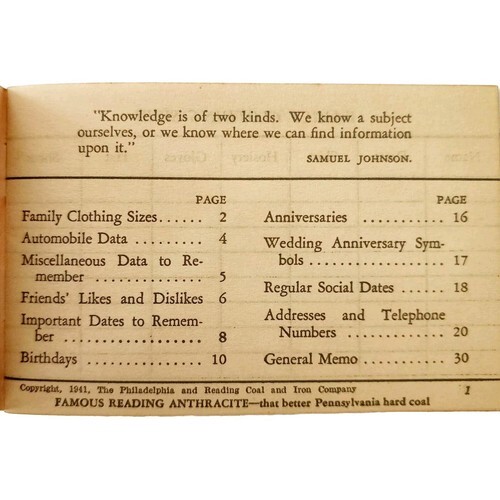 "Knowledge is of two kinds. We know a subject
ourselves, or we know where we can find information
upon it."
SAMUEL JOHNSON.
PAGE
Family Clothing Sizes...... 2
Automobile Data .......... 4
Miscellaneous Data to Re-
member .................. 5
Friends' Likes and Dislikes 6
Important Dates to Remem-
ber ..................... 8
Birthdays ................ 10
PAGE
Anniversaries ........... 16
Wedding Anniversary Sym-
bols .................... 17
Regular Social Dates .... 18
Addresses and Telephone
Numbers ............... 20
General Memo .......... 30
Copyright, 1941, The Philadelphia and Reading Coal and Iron Company
1
FAMOUS READING ANTHRACITE—that better Pennsylvania hard coal